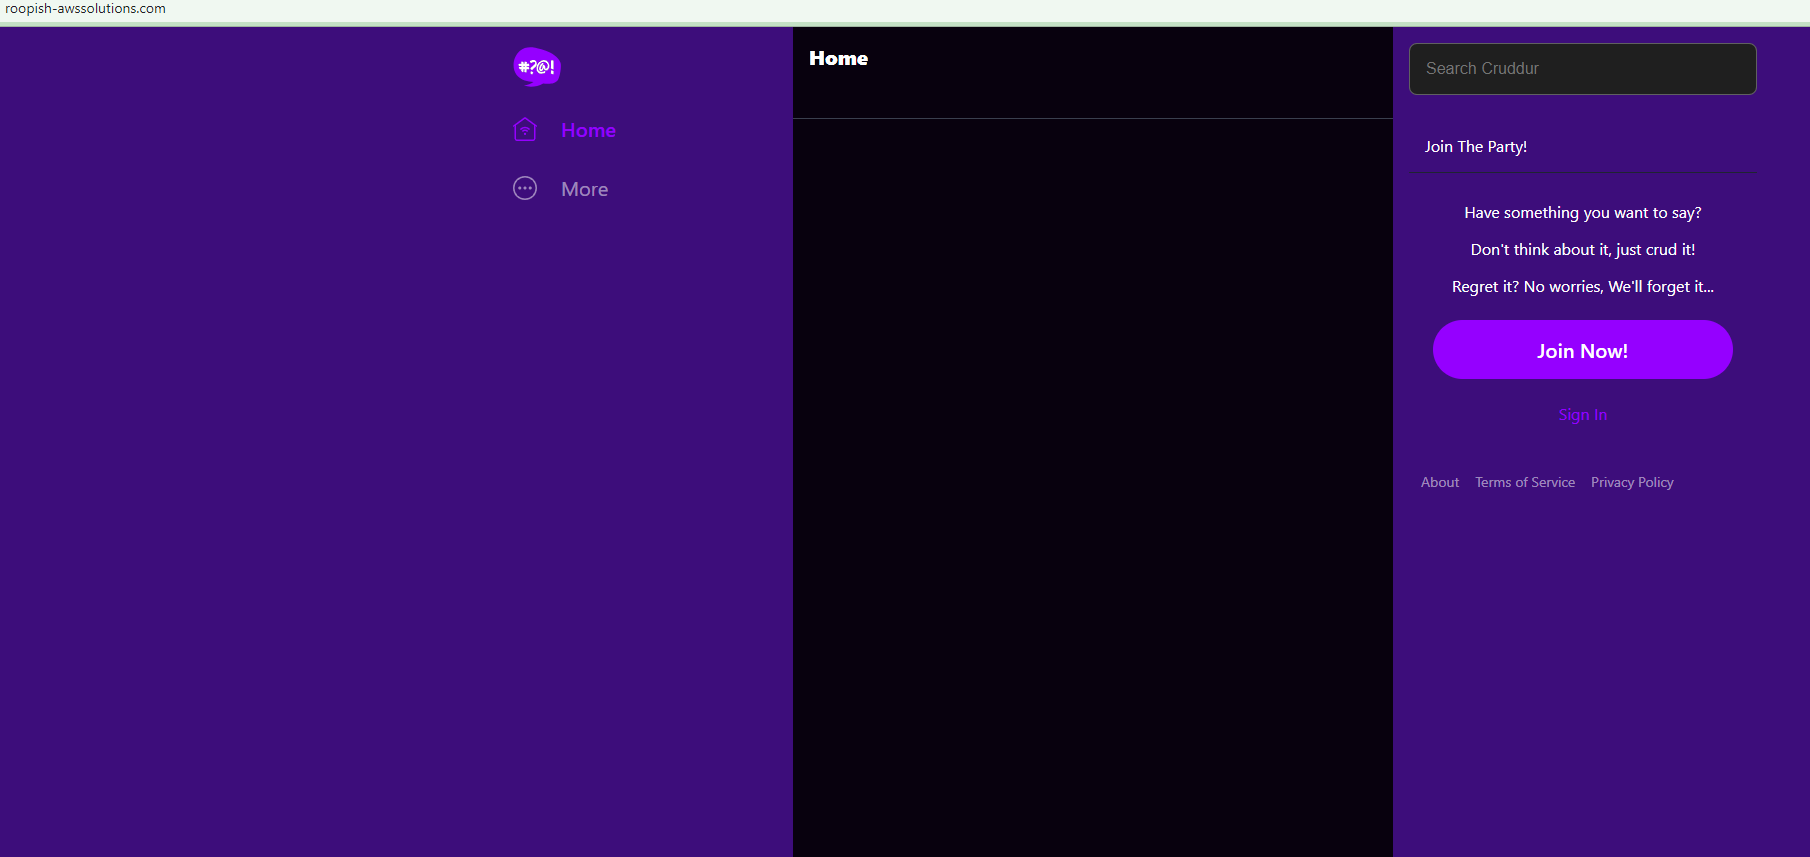 roopish-awssolutions.com
#?@!
Home
More
Home
Search Cruddur
Join The Party!
Have something you want to say?
Don't think about it, just crud it!
Regret it? No worries, We'll forget it...
Join Now!
Sign In
About Terms of Service Privacy Policy